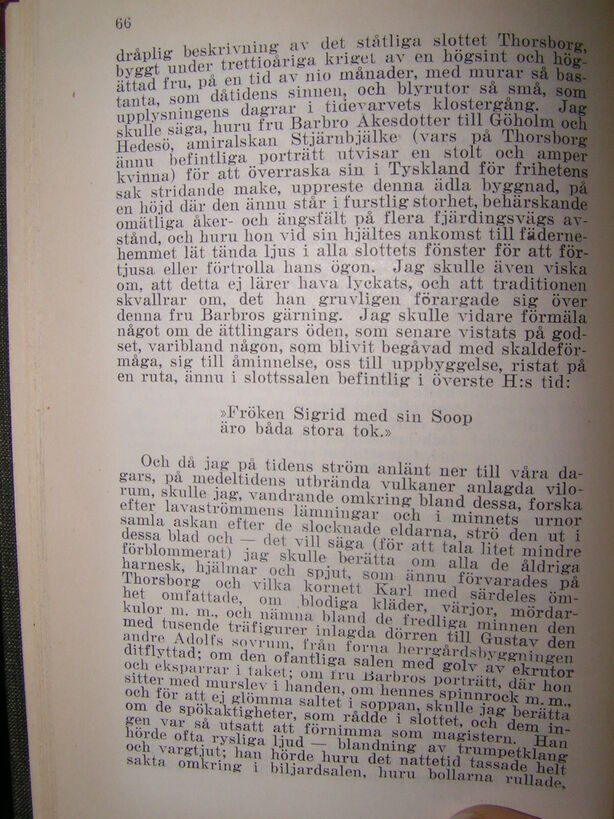 66
dråplig beskrivning av det ståtliga slottet Thorsborg,
byggt under trettioåriga kriget av en högsint och hög-
ättad fru, på en tid av nio månader, med murar så bas-
tanta, som dåtidens sinnen, och blyrutor så små, som
upplysningens dagrar i tidevarvets klostergång. Jag
skulle säga, huru fru Barbro Åkesdotter till Göholm och
Hedesö, amiralskan Stjärnbjälke (vars på Thorsborg
ännu befintliga porträtt utvisar en stolt och amper
kvinna) för att överraska sin i Tyskland för frihetens
sak stridande make, uppreste denna ädla byggnad, på
en höjd där den ännu står i furstlig storhet, behärskande
omätliga åker- och ängsfält på flera fjärdingsvägs av-
stånd, och huru hon vid sin hjältes ankomst till fäderne-
hemmet lät tända ljus i alla slottets fönster för att för-
tjusa eller förtrolla hans ögon. Jag skulle även viska
om, att detta ej lärer hava lyckats, och att traditionen
skvallrar om, det han gruvligen förargade sig över
denna fru Barbros gärning. Jag skulle vidare förmäla
något om de ättlingars öden, som senare vistats på god-
set, varibland någon, som blivit begåvad med skaldeför-
måga, sig till åminnelse, oss till uppbyggelse, ristat på
en ruta, ännu i slottssalen befintlig i överste H:s tid:
»Fröken Sigrid med sin Soop
äro båda stora tok.»
Och då jag på tidens ström anlänt ner till våra da-
gars, på medeltidens utbrända vulkaner anlagda vilo-
rum, skulle jag, vandrande omkring bland dessa, forska
efter lavaströmmens lämningar och i minnets urnor
samla askan efter de slocknade eldarna, strö den ut i
dessa blad och — det vill säga (för att tala litet mindre
förblommerat) jag skulle berätta om alla de åldriga
harnesk, hjälmar och spjut, som ännu förvarades på
Thorsborg och vilka kornett Karl med särdeles öm-
het omfattade, om blodiga kläder, värjor, mördar-
kulor m. m., och nämna bland de fredliga minnen den
med tusende träfigurer inlagda dörren till Gustav den
andre Adolfs sovrum, från forna herrgårdsbyggningen
ditflyttad; om den ofantliga salen med golv av ekrutor
och eksparrar i taket; om fru Barbros porträtt, där hon
sitter med murslev i handen, om hennes spinnrock m. m.,
och för att ej glömma saltet i soppan, skulle jag berätta
om de spökaktigheter, som rådde i slottet, och dem in-
gen var så utsatt att förnimma som magistern. Han
hörde ofta rysliga ljud — blandning av trumpetklang
och vargtjut; han hörde huru det nattetid tassade helt
sakta omkring i biljardsalen, huru bollarna rullade,